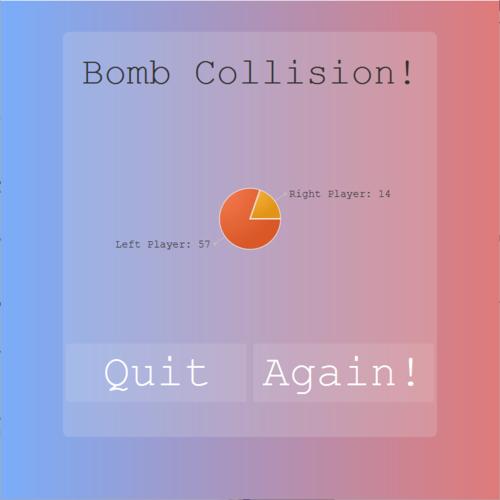 Bomb Collision!
Right Player: 14
Left Player: 57
Quit
Again!